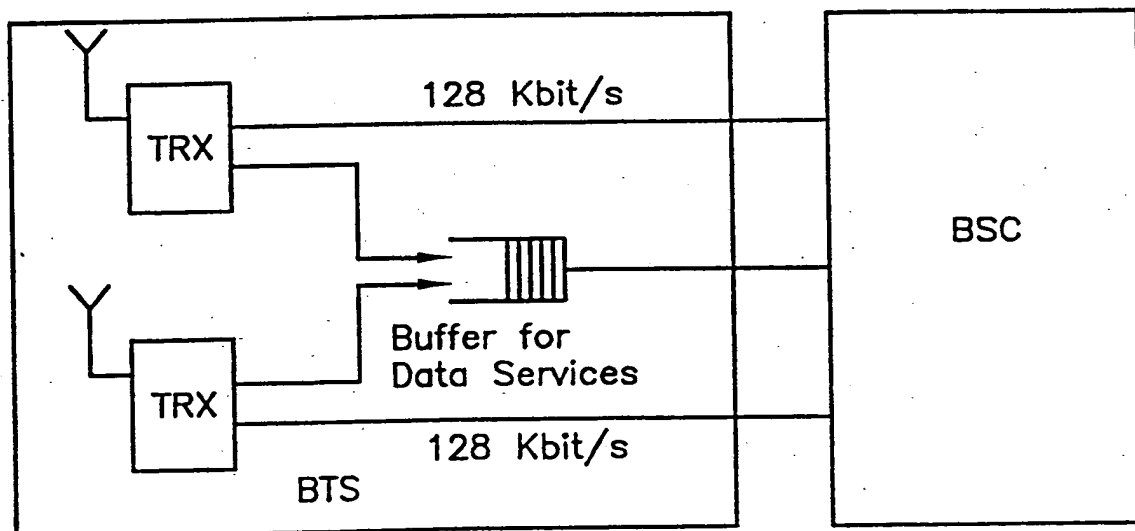 128 Kbit/s
TRX
BSC
Buffer for
Data Services
TRX
128 Kbit/s
BTS